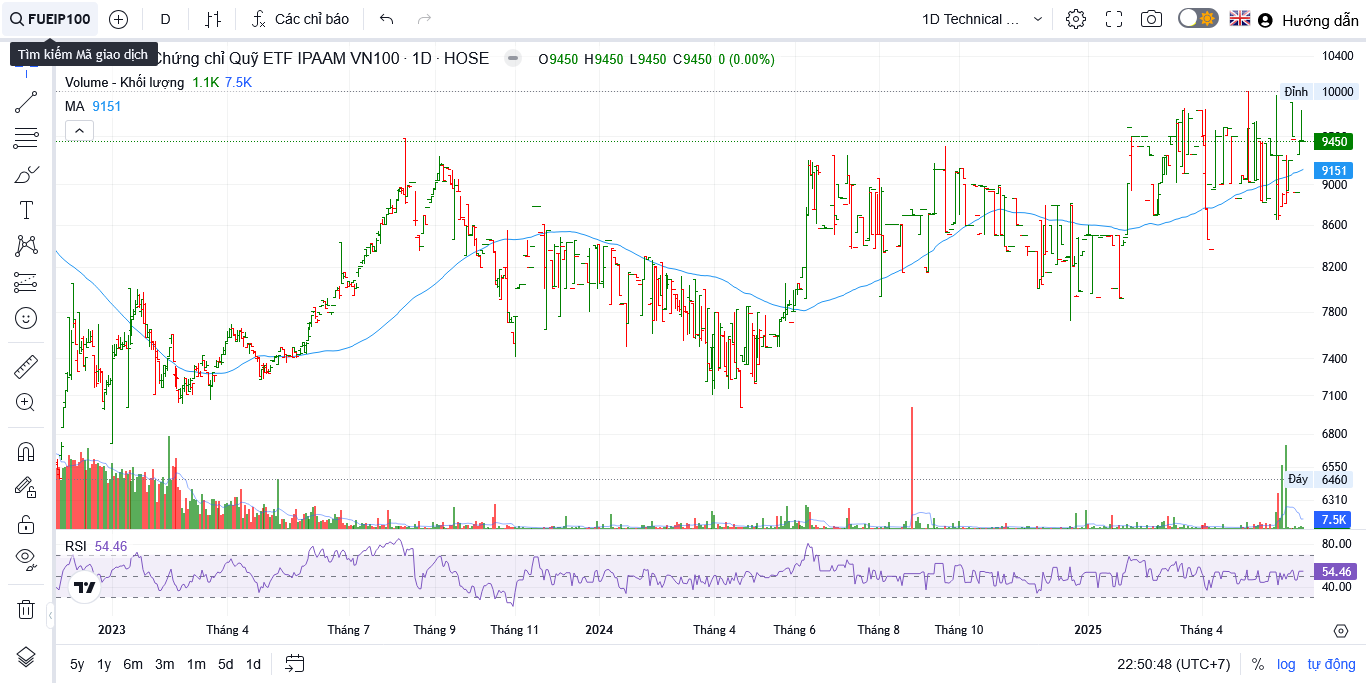 FUEIP100 D Các chỉ báo 1D Technical ... Hướng dẫn
Tìm kiếm Mã giao dịch
Chứng chỉ Quỹ ETF IPAAM VN100 · 1D · HOSE O9450 H9450 L9450 C9450 0 (0.00%)
Volume - Khối lượng 1.1K 7.5K
MA 9151
10400
Đỉnh 10000
9450
9151
9000
8600
8200
7800
7400
7100
6800
6550
Đáy 6460
6310
7.5K
RSI 54.46
80.00
54.46
40.00
2023 Tháng 4 Tháng 7 Tháng 9 Tháng 11 2024 Tháng 4 Tháng 6 Tháng 8 Tháng 10 2025 Tháng 4
5y 1y 6m 3m 1m 5d 1d 22:50:48 (UTC+7) % log tự động